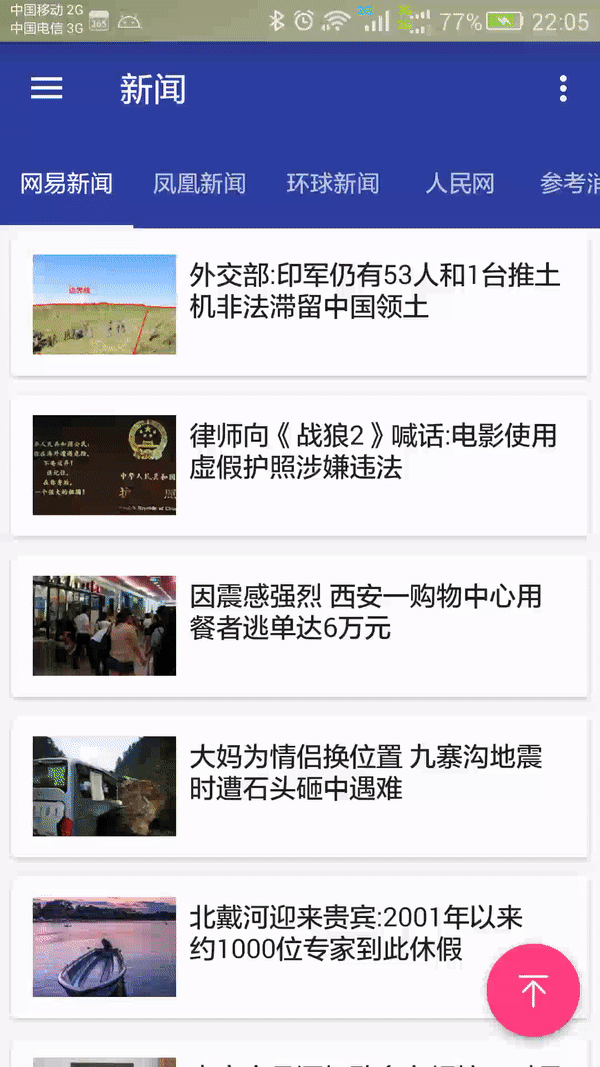 中国移动 2G
中国电信 3G
365
77%
22:05
新闻
网易新闻
凤凰新闻
环球新闻
人民网
参考消
外交部:印军仍有53人和1台推土
机非法滞留中国领土
律师向《战狼2》喊话:电影使用
虚假护照涉嫌违法
因震感强烈 西安一购物中心用
餐者逃单达6万元
大妈为情侣换位置 九寨沟地震
时遭石头砸中遇难
北戴河迎来贵宾:2001年以来
约1000位专家到此休假